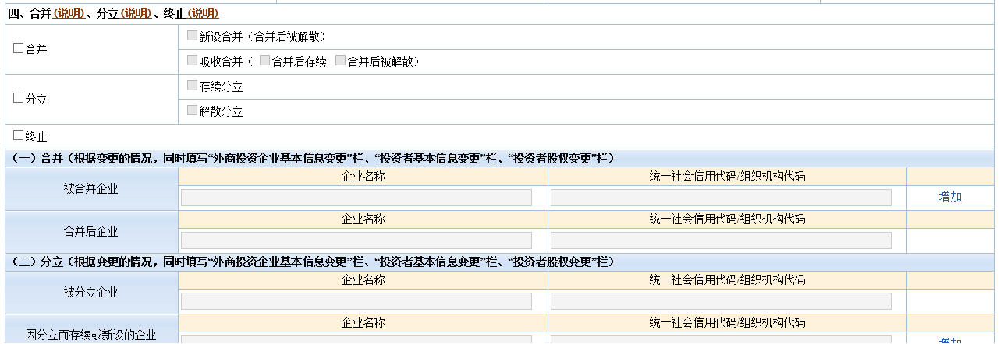 四、合并(说明)、分立(说明)、终止(说明)
合并
新设合并（合并后被解散）
吸收合并（ 合并后存续 合并后被解散）
分立
存续分立
解散分立
终止
（一）合并（根据变更的情况，同时填写“外商投资企业基本信息变更”栏、“投资者基本信息变更”栏、“投资者股权变更”栏）
被合并企业
企业名称 统一社会信用代码/组织机构代码
增加
合并后企业
企业名称 统一社会信用代码/组织机构代码
（二）分立（根据变更的情况，同时填写“外商投资企业基本信息变更”栏、“投资者基本信息变更”栏、“投资者股权变更”栏）
被分立企业
企业名称 统一社会信用代码/组织机构代码
因分立而存续或新设的企业
企业名称 统一社会信用代码/组织机构代码
增加